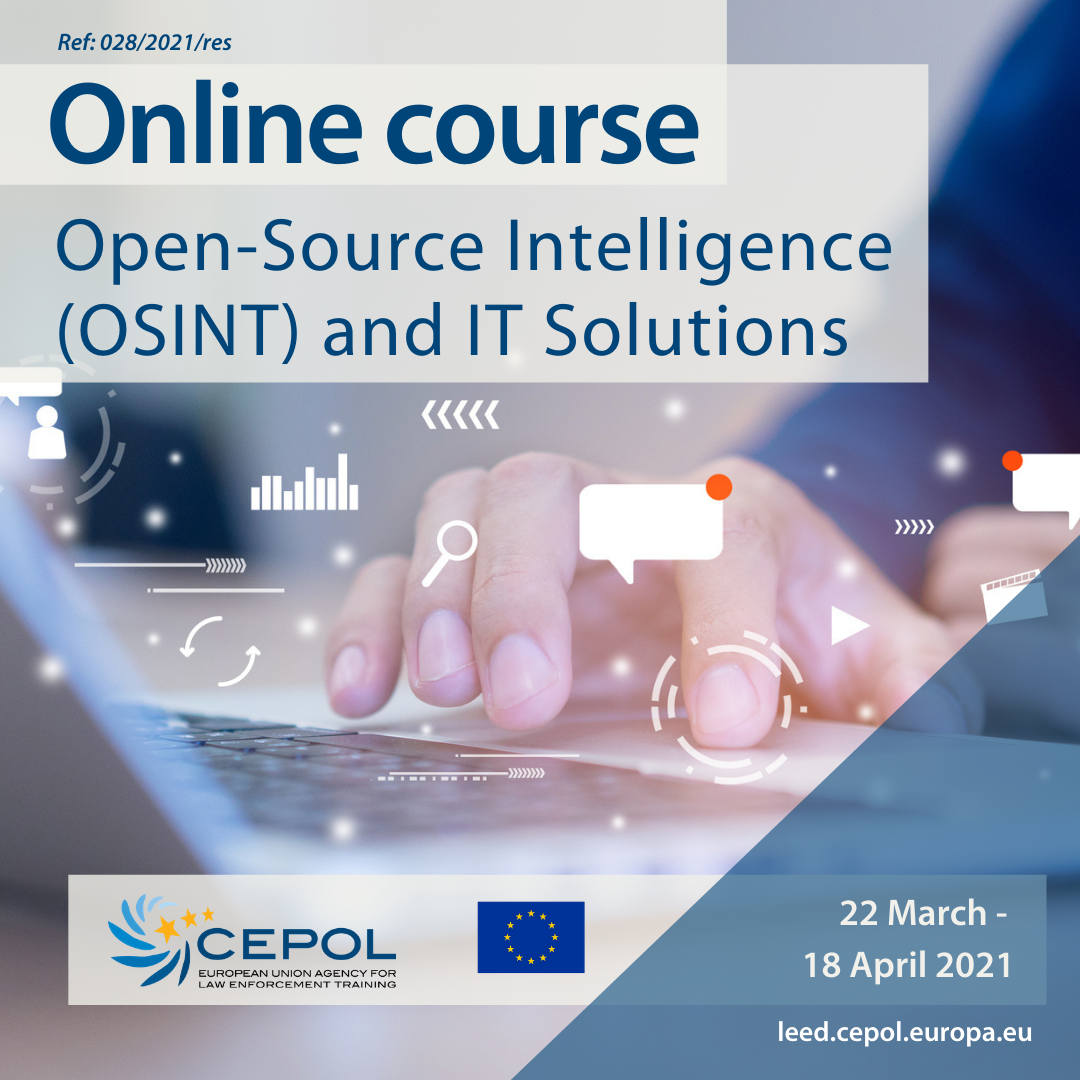 Ref: 028/2021/res
Online course
Open-Source Intelligence
(OSINT) and IT Solutions
CEPOL
EUROPEAN UNION AGENCY FOR
LAW ENFORCEMENT TRAINING
22 March -
18 April 2021
leed.cepol.europa.eu